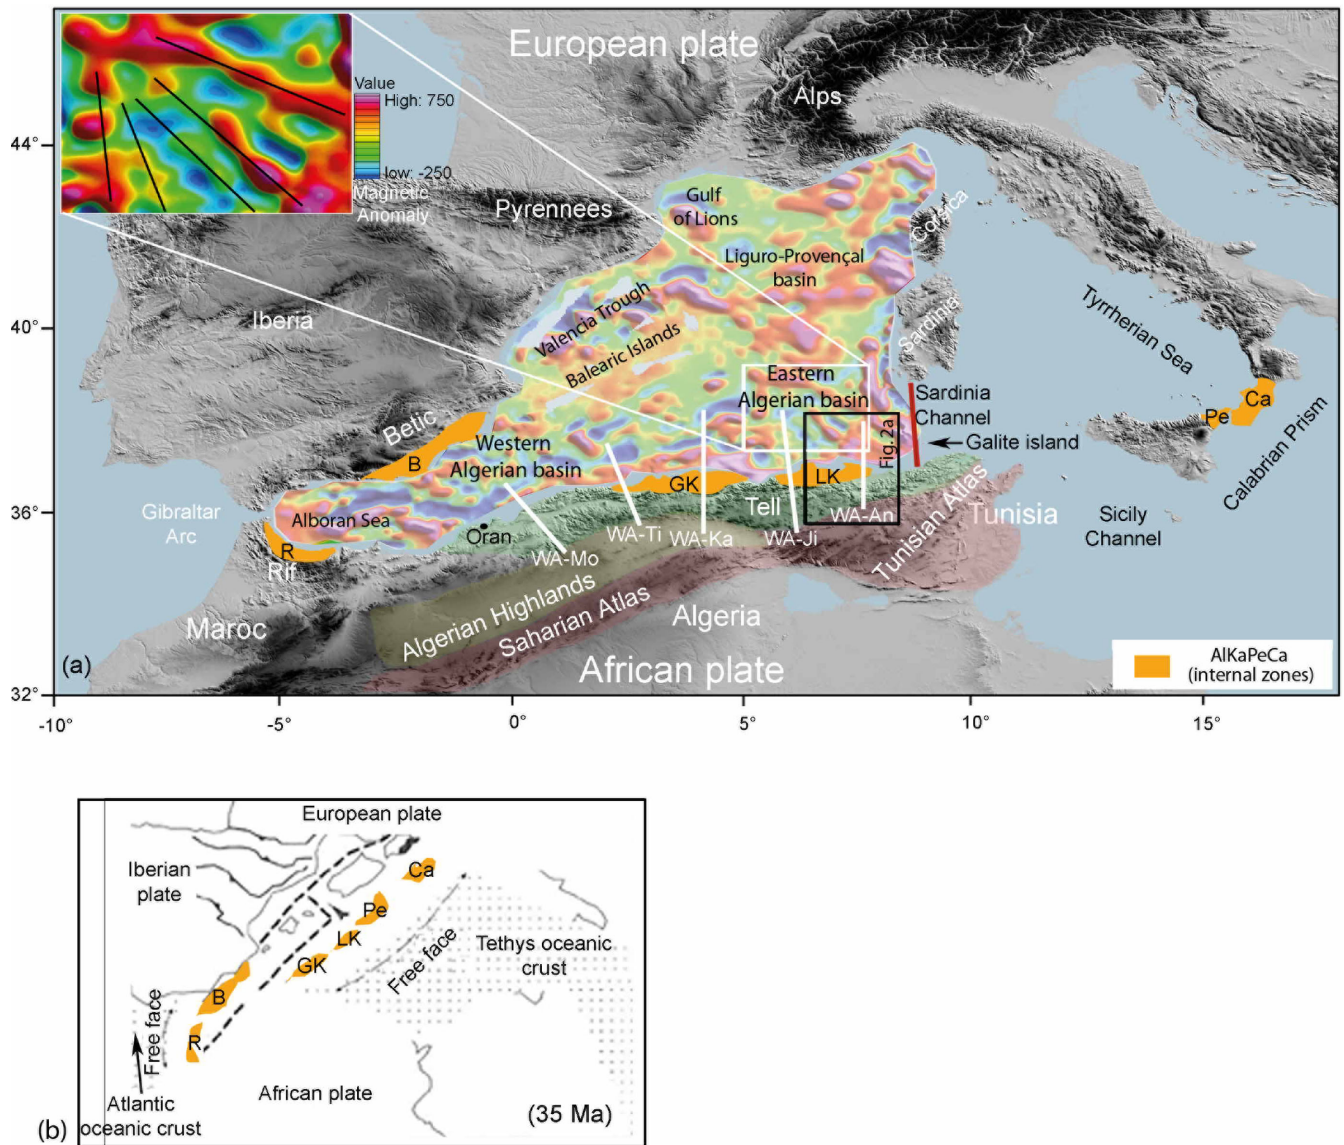 European plate
Value
High: 750
low: -250
Magnetic
Anomaly
Alps
44°
Pyrennees
Gulf
of Lions
Corsica
Liguro-Provençal
basin
40°
Iberia
Valencia Trough
Balearic Islands
Sardinia
Tyrrherian Sea
Eastern
Algerian basin
Sardinia
Channel
Galite island
Ca
Pe
Calabrian Prism
Betic
B
Western
Algerian basin
Fig.2a
GK
LK
36°
Gibraltar
Arc
Alboran Sea
Oran
Tell
WA-An
Tunisian Atlas
Tunisia
Sicily
Channel
R
Rif
WA-Mo
WA-Ti
WA-Ka
WA-Ji
Maroc
Algerian Highlands
Saharian Atlas
Algeria
African plate
(a)
AlKaPeCa
(internal zones)
32°
-10°
-5°
0°
5°
10°
15°
European plate
Iberian
plate
Ca
Pe
LK
GK
Free face
Tethys oceanic
crust
B
Free face
R
African plate
Atlantic
oceanic crust
(35 Ma)
(b)